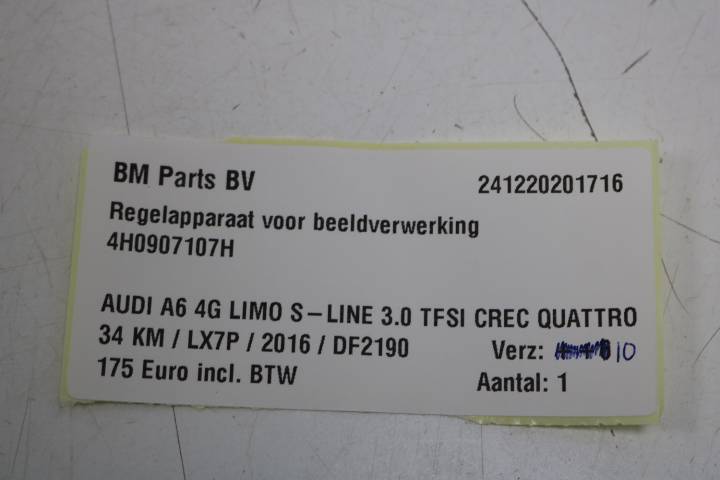 BM Parts BV 241220201716
Regelapparaat voor beeldverwerking
4H0907107H
AUDI A6 4G LIMO S-LINE 3.0 TFSI CREC QUATTRO
34 KM / LX7P / 2016 / DF2190 Verz: 10
175 Euro incl. BTW Aantal: 1